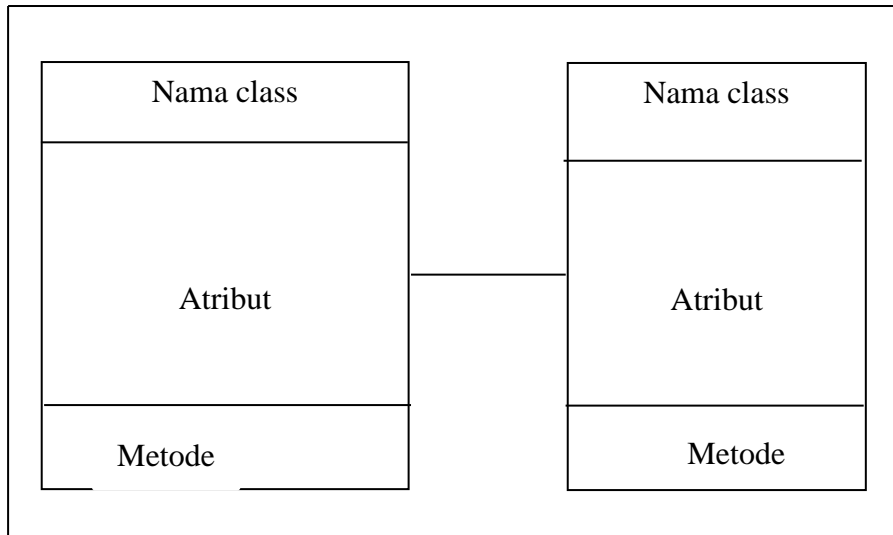 Nama class
Atribut
Metode
Nama class
Atribut
Metode